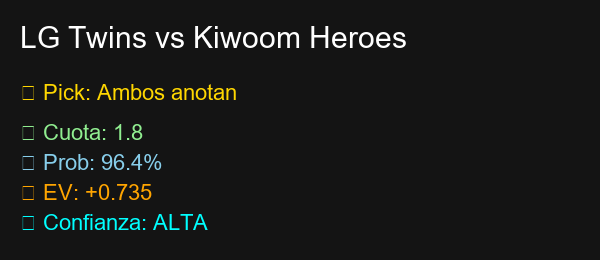 LG Twins vs Kiwoom Heroes
Pick: Ambos anotan
Cuota: 1.8
Prob: 96.4%
EV: +0.735
Confianza: ALTA